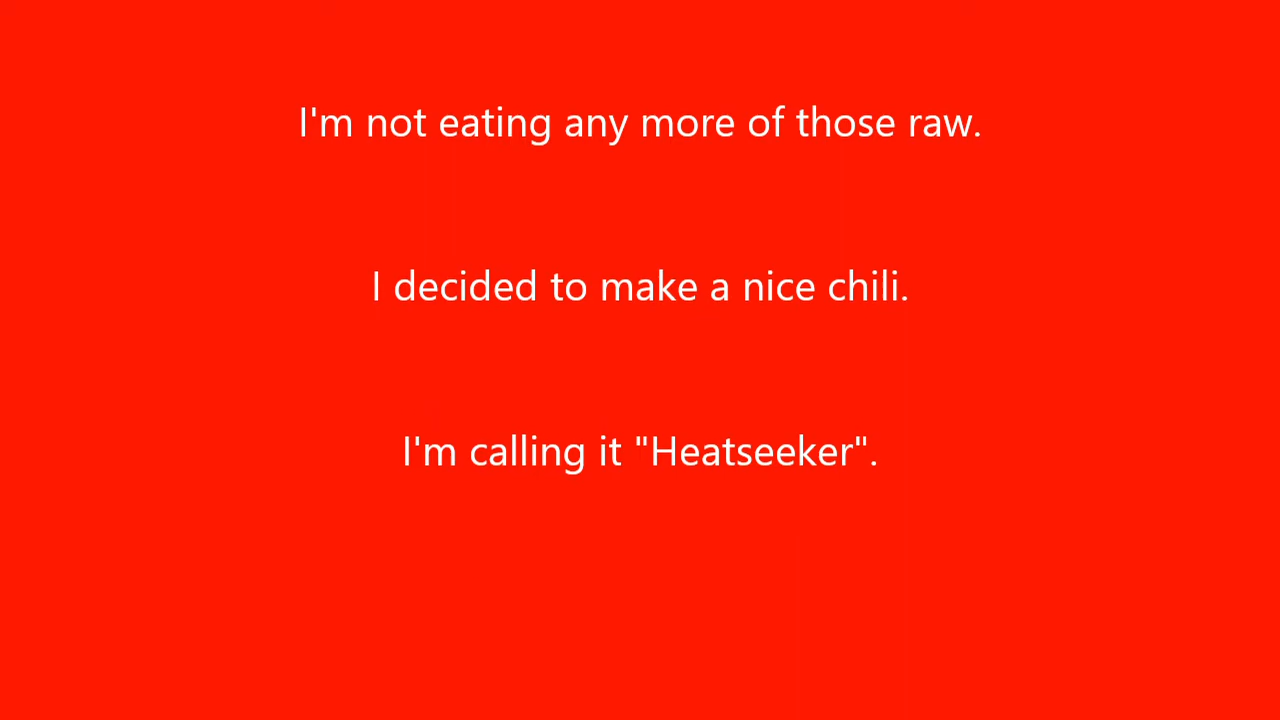 I'm not eating any more of those raw.
I decided to make a nice chili.
I'm calling it "Heatseeker".